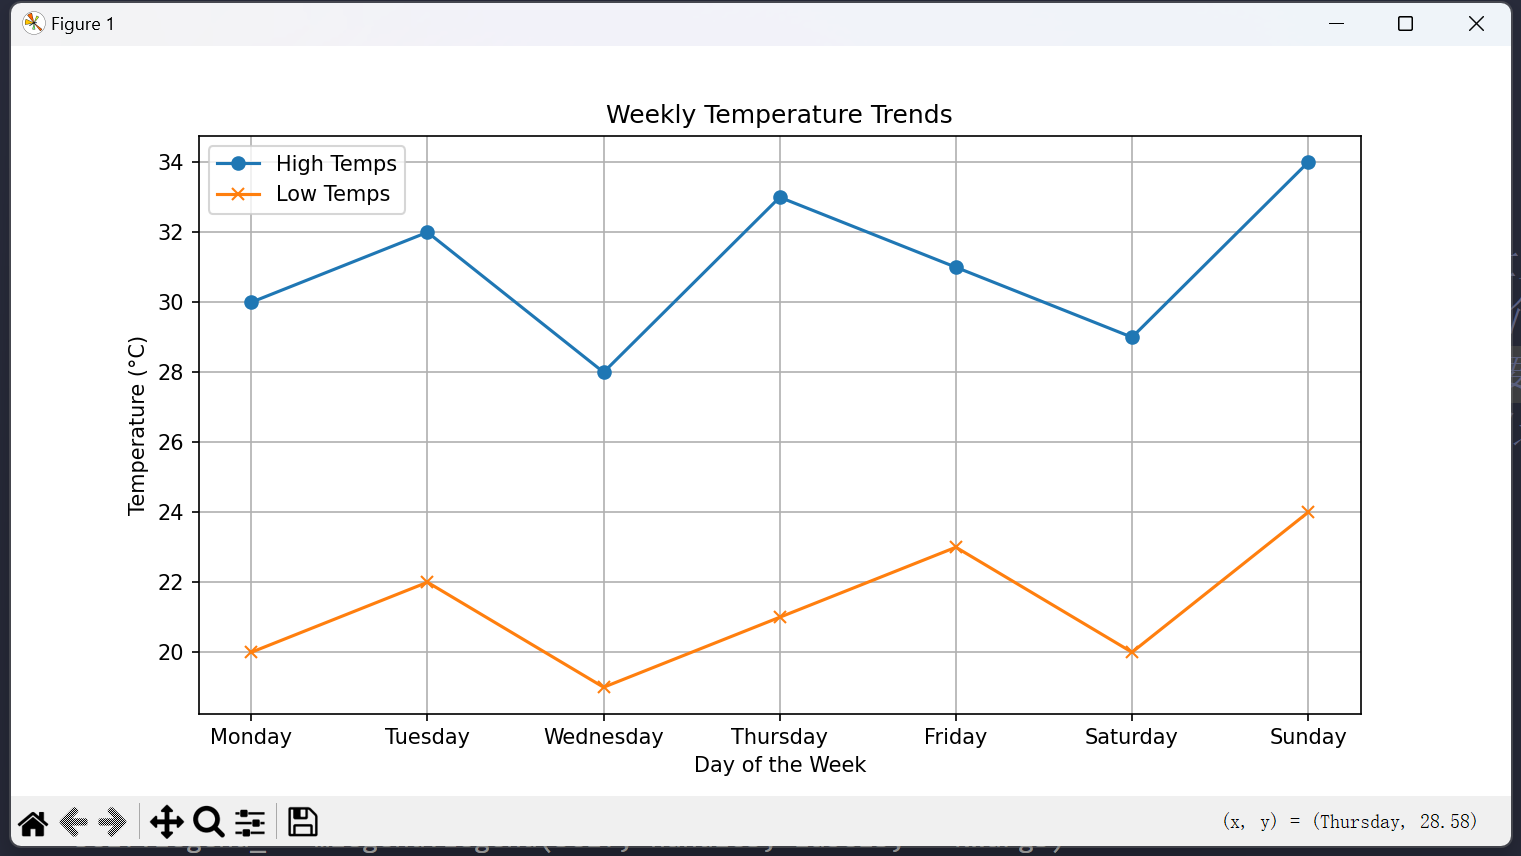 Figure 1
Weekly Temperature Trends
High Temps
Low Temps
34
32
30
28
26
24
22
20
Temperature (°C)
Monday Tuesday Wednesday Thursday Friday Saturday Sunday
Day of the Week
(x, y) = (Thursday, 28.58)